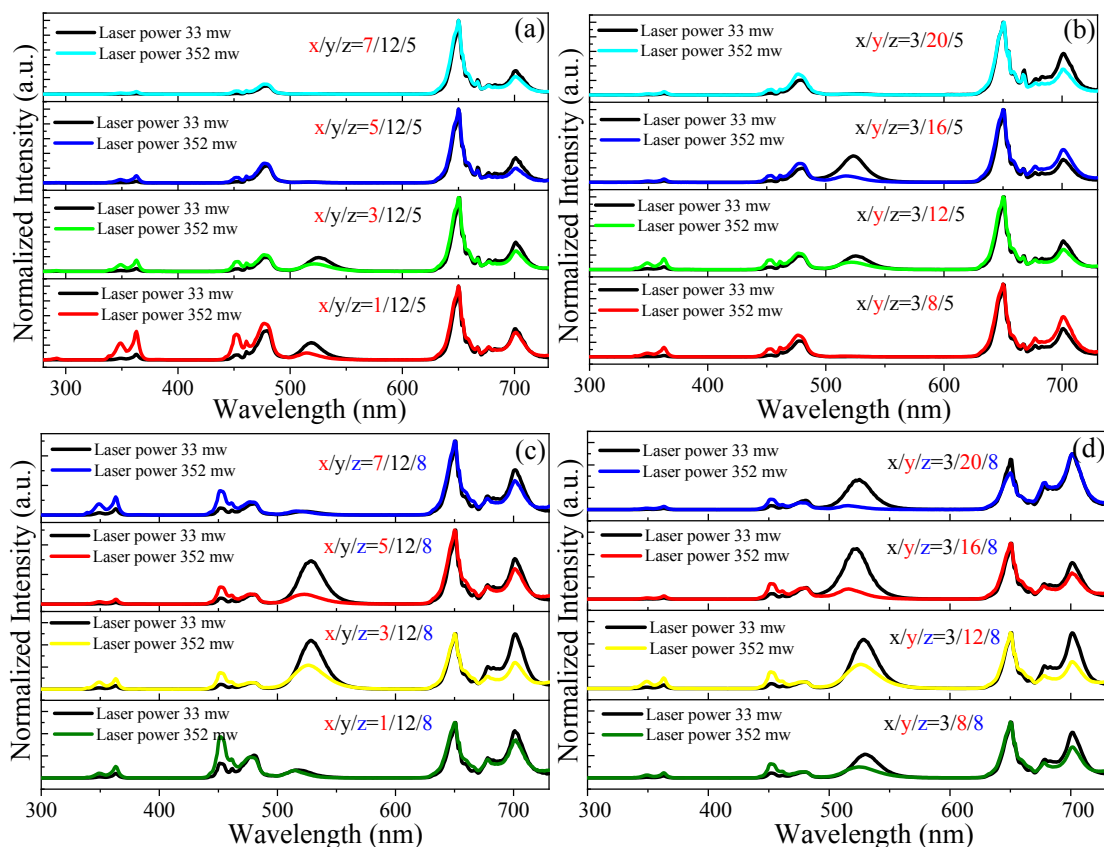 (a)
Normalized Intensity (a.u.)
Laser power 33 mw
Laser power 352 mw
x/y/z=7/12/5
Laser power 33 mw
Laser power 352 mw
x/y/z=5/12/5
Laser power 33 mw
Laser power 352 mw
x/y/z=3/12/5
Laser power 33 mw
Laser power 352 mw
x/y/z=1/12/5
300 400 500 600 700
Wavelength (nm)
(b)
Normalized Intensity (a.u.)
Laser power 33 mw
Laser power 352 mw
x/y/z=3/20/5
Laser power 33 mw
Laser power 352 mw
x/y/z=3/16/5
Laser power 33 mw
Laser power 352 mw
x/y/z=3/12/5
Laser power 33 mw
Laser power 352 mw
x/y/z=3/8/5
300 400 500 600 700
Wavelength (nm)
(c)
Normalized Intensity (a.u.)
Laser power 33 mw
Laser power 352 mw
x/y/z=7/12/8
Laser power 33 mw
Laser power 352 mw
x/y/z=5/12/8
Laser power 33 mw
Laser power 352 mw
x/y/z=3/12/8
Laser power 33 mw
Laser power 352 mw
x/y/z=1/12/8
300 400 500 600 700
Wavelength (nm)
(d)
Normalized Intensity (a.u.)
Laser power 33 mw
Laser power 352 mw
x/y/z=3/20/8
Laser power 33 mw
Laser power 352 mw
x/y/z=3/16/8
Laser power 33 mw
Laser power 352 mw
x/y/z=3/12/8
Laser power 33 mw
Laser power 352 mw
x/y/z=3/8/8
300 400 500 600 700
Wavelength (nm)